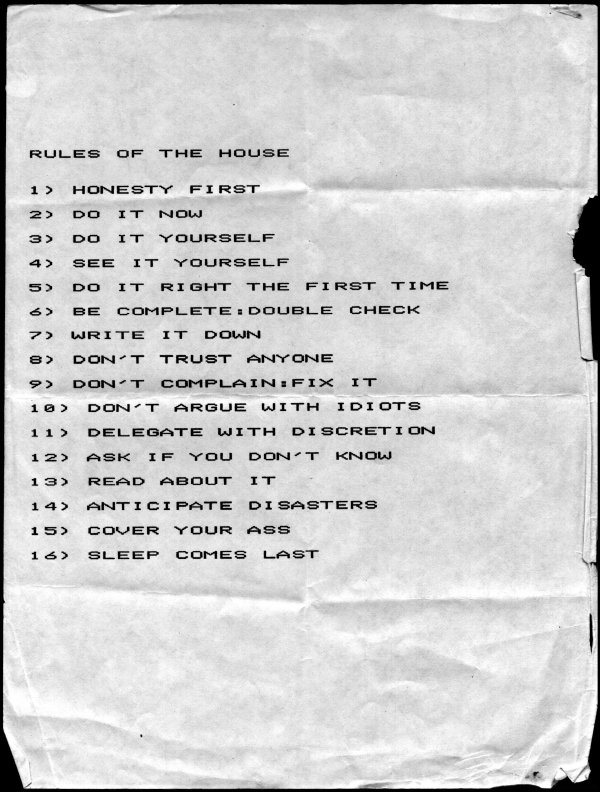 RULES OF THE HOUSE
1) HONESTY FIRST
2) DO IT NOW
3) DO IT YOURSELF
4) SEE IT YOURSELF
5) DO IT RIGHT THE FIRST TIME
6) BE COMPLETE:DOUBLE CHECK
7) WRITE IT DOWN
8) DON'T TRUST ANYONE
9) DON'T COMPLAIN:FIX IT
10) DON'T ARGUE WITH IDIOTS
11) DELEGATE WITH DISCRETION
12) ASK IF YOU DON'T KNOW
13) READ ABOUT IT
14) ANTICIPATE DISASTERS
15) COVER YOUR ASS
16) SLEEP COMES LAST